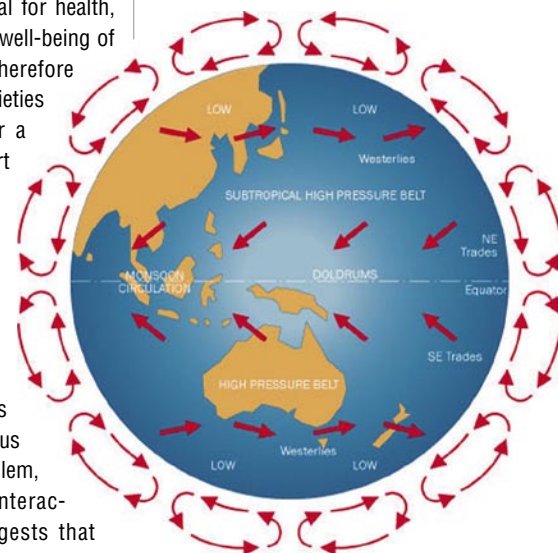 al for health,
well-being of
herefore
ieties
r a
rt
s
us
lem,
nterac-
gests that
LOW
LOW
Westerlies
SUBTROPICAL HIGH PRESSURE BELT
NE
Trades
MONSOON
CIRCULATION
DOLDRUMS
Equator
SE Trades
HIGH PRESSURE BELT
Westerlies
LOW
LOW